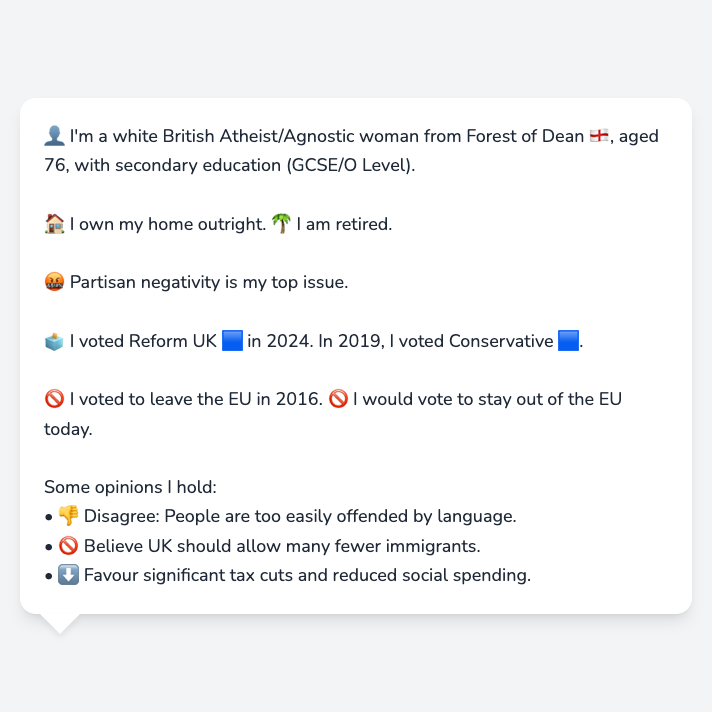 👤 I'm a white British Atheist/Agnostic woman from Forest of Dean 🏴󠁧󠁢󠁥󠁮󠁧󠁿, aged
76, with secondary education (GCSE/O Level).
🏠 I own my home outright. 🌴 I am retired.
🤬 Partisan negativity is my top issue.
🗳️ I voted Reform UK 🟦 in 2024. In 2019, I voted Conservative 🟦.
🚫 I voted to leave the EU in 2016. 🚫 I would vote to stay out of the EU
today.
Some opinions I hold:
• 👎 Disagree: People are too easily offended by language.
• 🚫 Believe UK should allow many fewer immigrants.
• ⬇️ Favour significant tax cuts and reduced social spending.